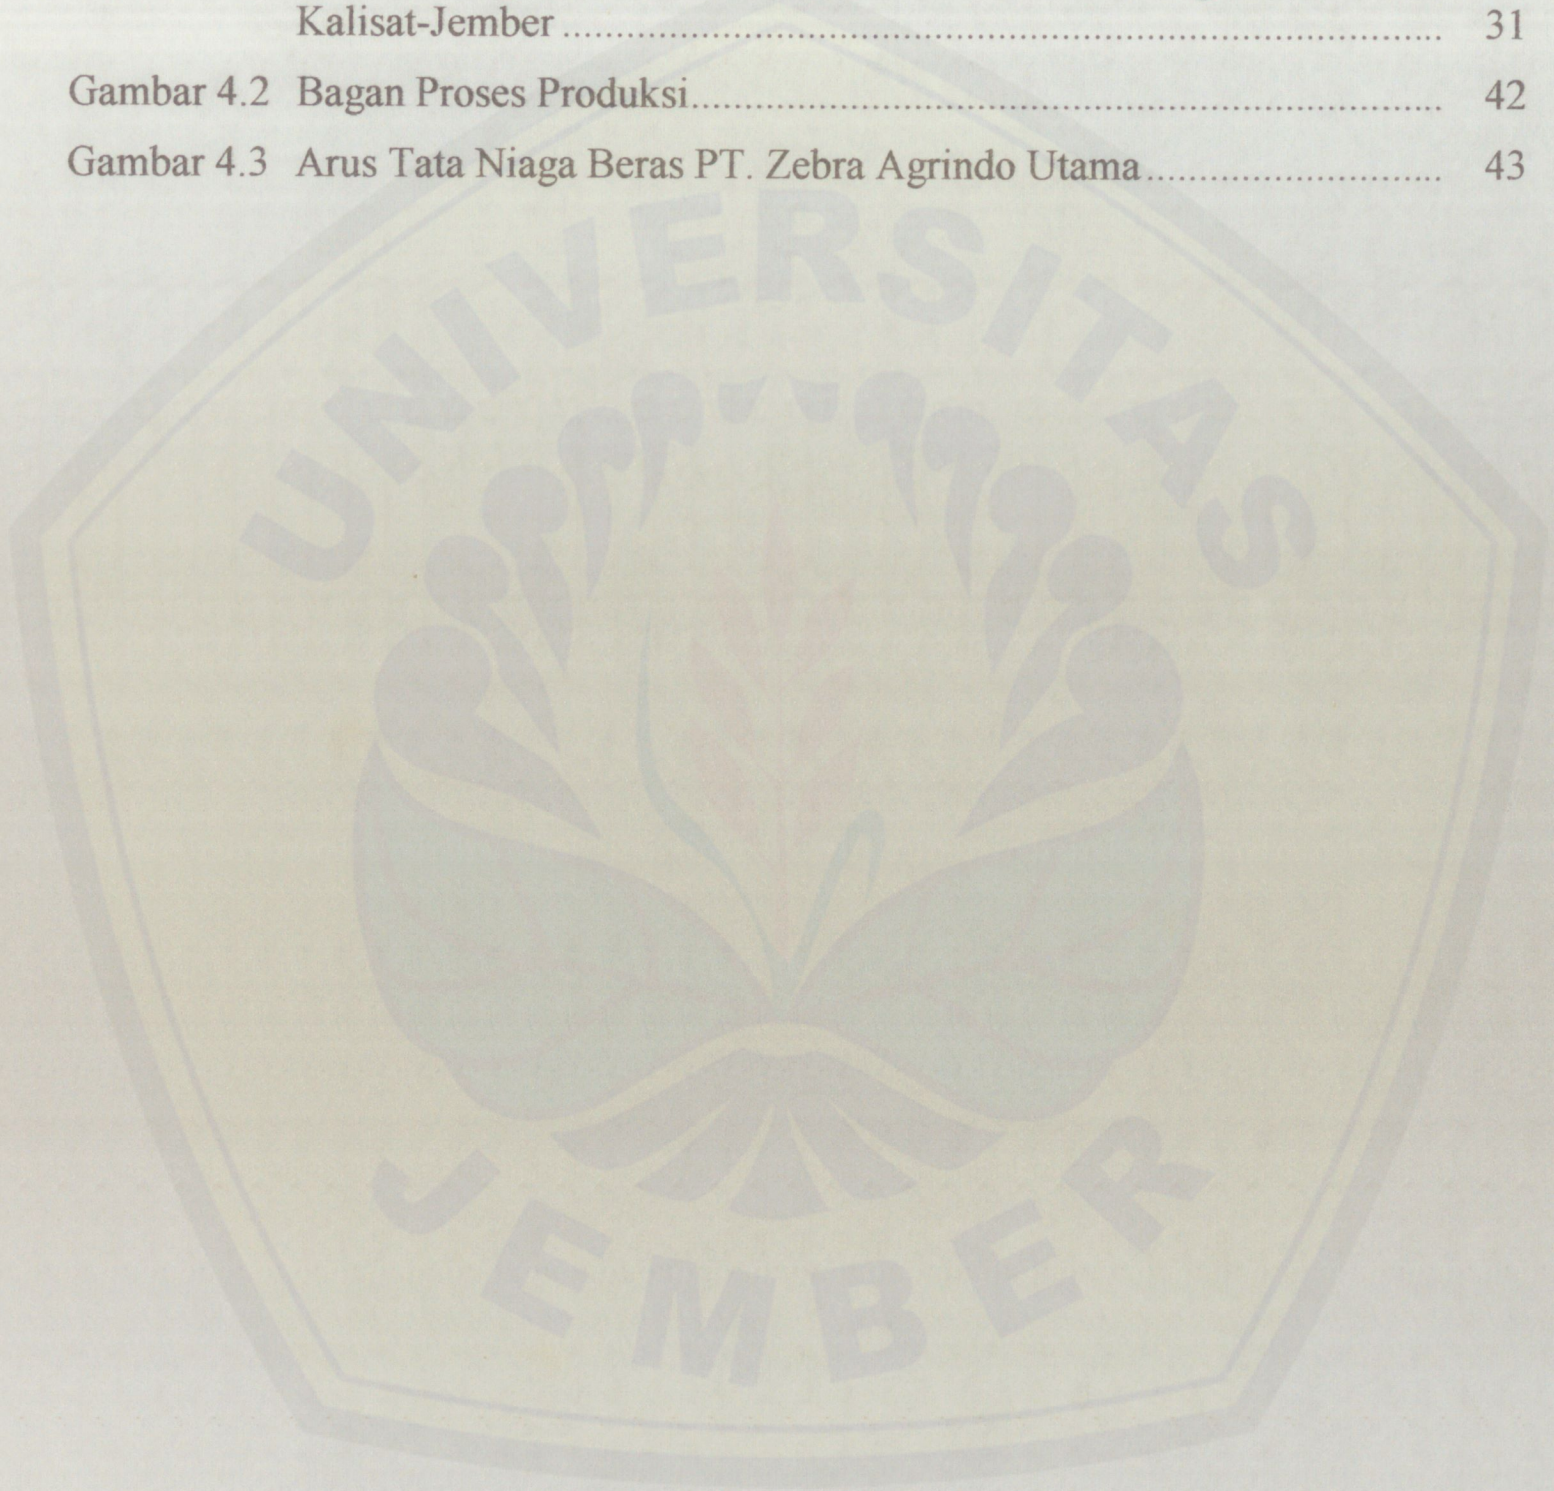 Kalisat-Jember ........................................................................................ 31
Gambar 4.2 Bagan Proses Produksi........................................................................... 42
Gambar 4.3 Arus Tata Niaga Beras PT. Zebra Agrindo Utama............................. 43
UNIVERSITAS
JEMBER